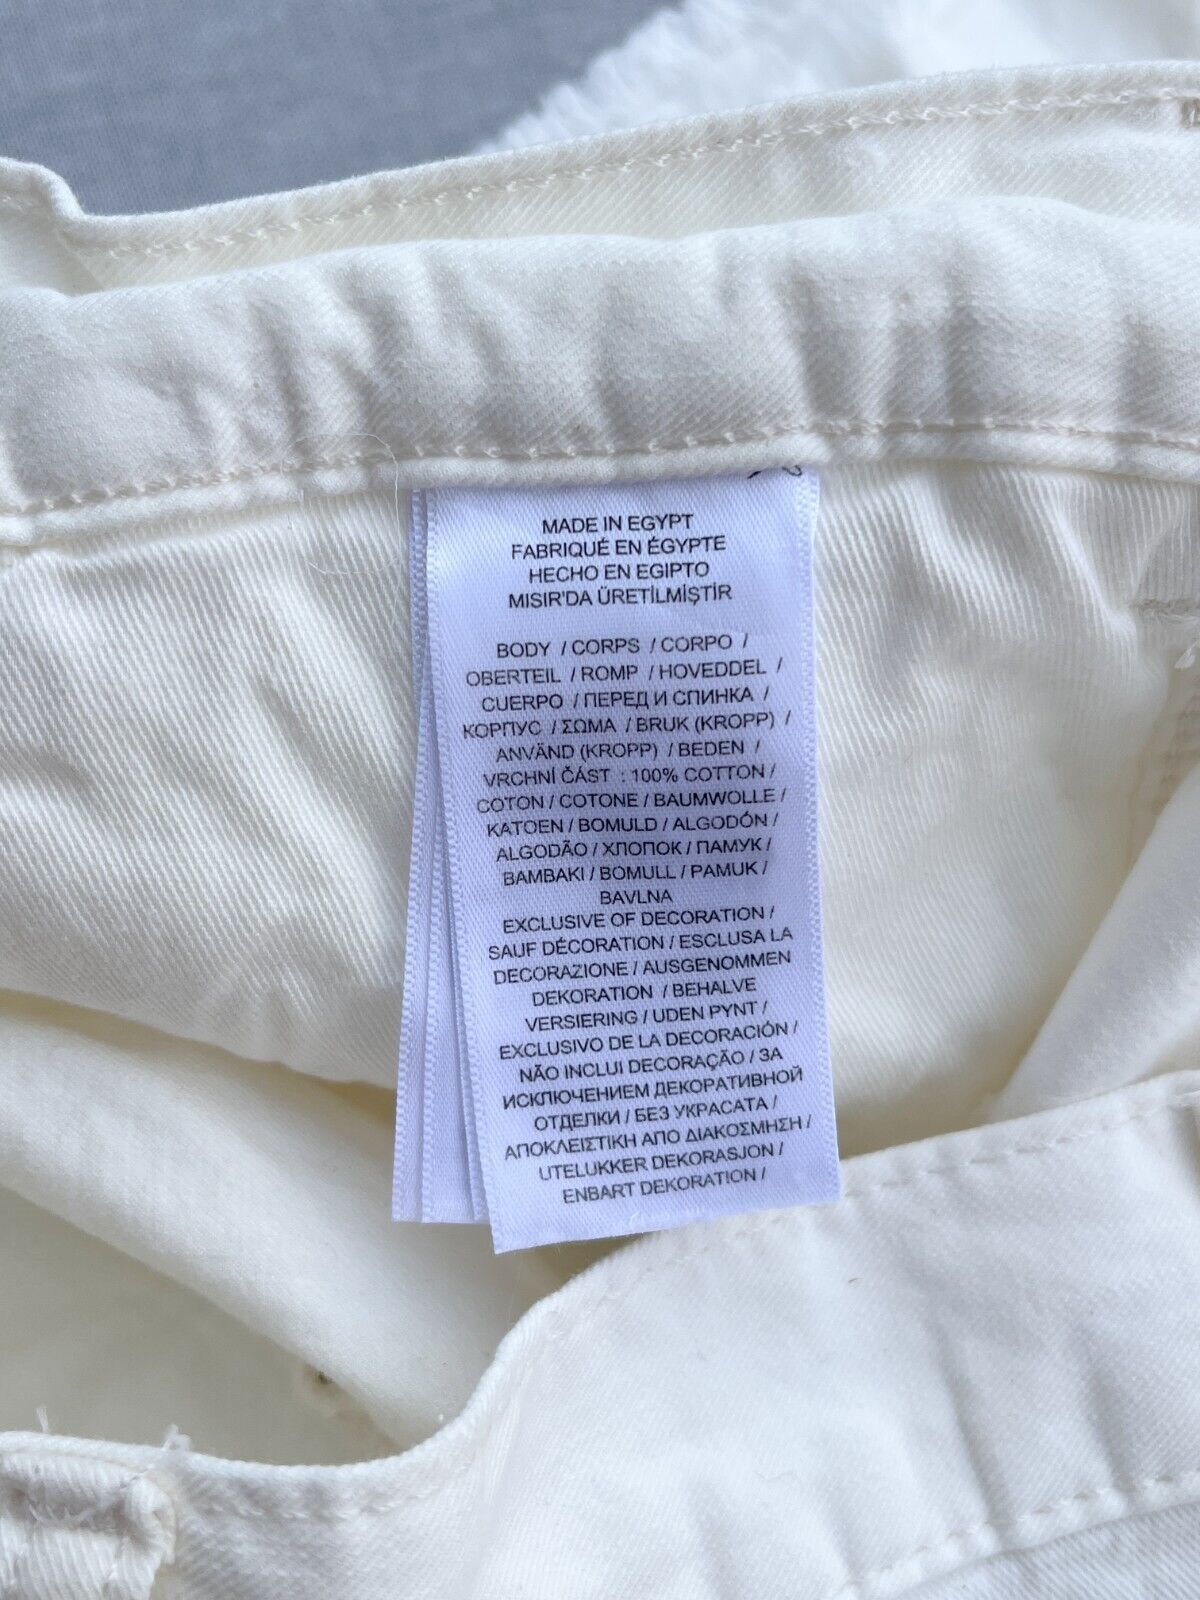 MADE IN EGYPT
FABRIQUÉ EN ÉGYPTE
HECHO EN EGIPTO
MISIR'DA ÜRETİLMİŞTİR
BODY / CORPS / CORPO /
OBERTEIL / ROMP / HOVEDDEL /
CUERPO / ПЕРЕД И СПИНКА /
КОРПУС / ΣΩΜΑ / BRUK (KROPP) /
ANVÄND (KROPP) / BEDEN /
VRCHNÍ ČÁST : 100% COTTON /
COTON / COTONE / BAUMWOLLE /
KATOEN / BOMULD / ALGODÓN /
ALGODÃO / ХЛОПОК / ПАМУК /
BAMBAKI / BOMULL / PAMUK /
BAVLNA
EXCLUSIVE OF DECORATION /
SAUF DÉCORATION / ESCLUSA LA
DECORAZIONE / AUSGENOMMEN
DEKORATION / BEHALVE
VERSIERING / UDEN PYNT /
EXCLUSIVO DE LA DECORACIÓN /
NÃO INCLUI DECORAÇÃO / ЗА
ИСКЛЮЧЕНИЕМ ДЕКОРАТИВНОЙ
ОТДЕЛКИ / БЕЗ УКРАСАТА /
ΑΠΟΚΛΕΙΣΤΙΚΗ ΑΠΟ ΔΙΑΚΟΣΜΗΣΗ /
UTELUKKER DEKORASJON /
ENBART DEKORATION /